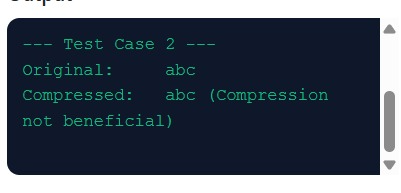 --- Test Case 2 ---
Original:    abc
Compressed:   abc (Compression
not beneficial)